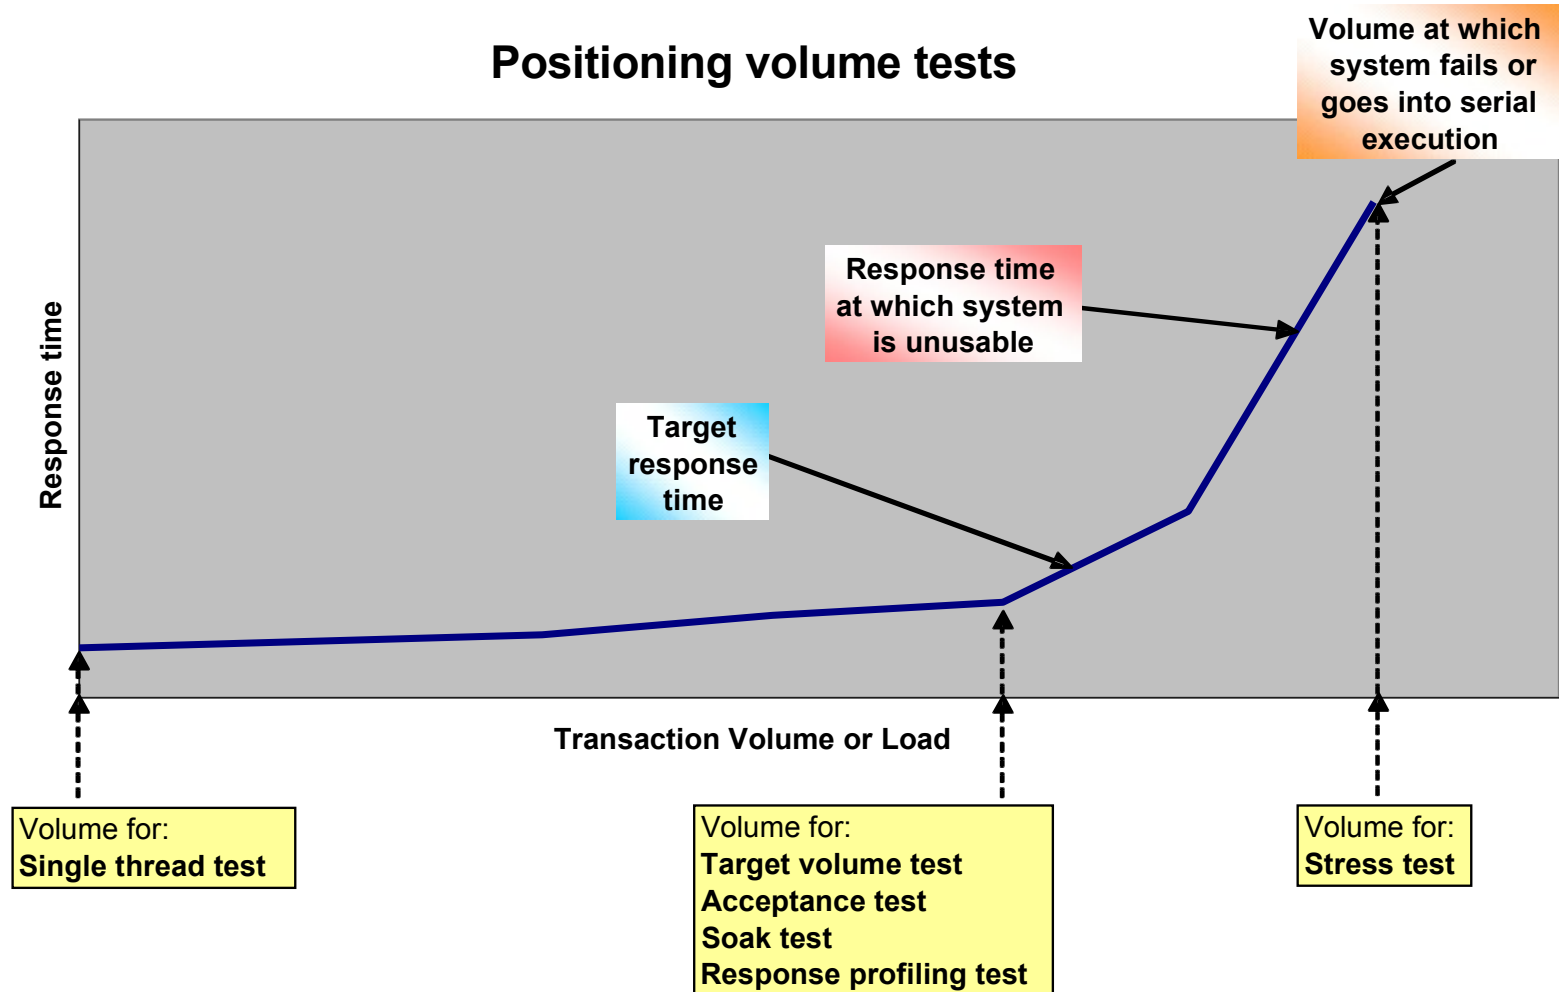 Positioning volume tests
Volume at which
system fails or
goes into serial
execution
Response time
at which system
is unusable
Target
response
time
Response time
Transaction Volume or Load
Volume for:
Single thread test
Volume for:
Target volume test
Acceptance test
Soak test
Response profiling test
Volume for:
Stress test